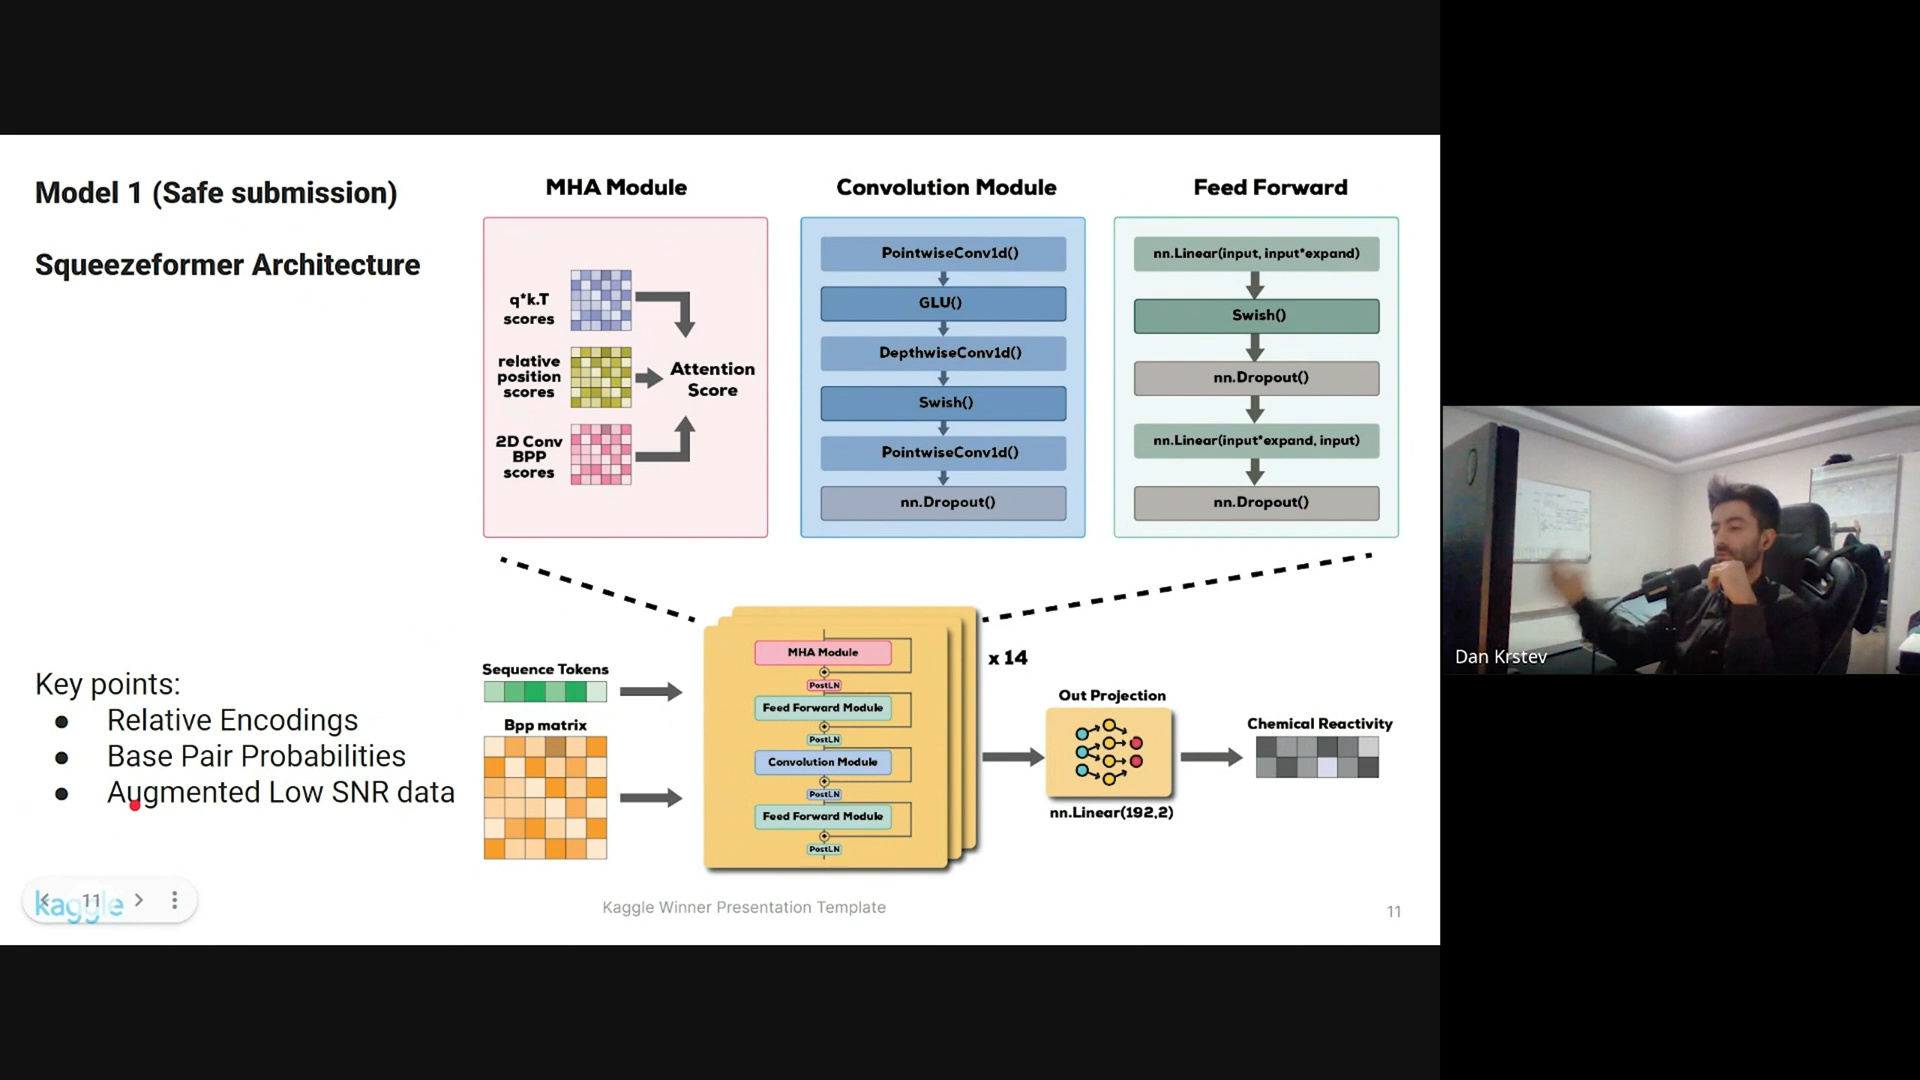 Model 1 (Safe submission)
Squeezeformer Architecture
MHA Module
q*k.T
scores
relative
position
scores
2D Conv
BPP
scores
Attention
Score
Convolution Module
PointwiseConv1d()
GLU()
DepthwiseConv1d()
Swish()
PointwiseConv1d()
nn.Dropout()
Feed Forward
nn.Linear(input, input*expand)
Swish()
nn.Dropout()
nn.Linear(input*expand, input)
nn.Dropout()
Key points:
● Relative Encodings
● Base Pair Probabilities
● Augmented Low SNR data
Sequence Tokens
Bpp matrix
MHA Module
PostLN
Feed Forward Module
PostLN
Convolution Module
PostLN
Feed Forward Module
PostLN
x 14
Out Projection
nn.Linear(192,2)
Chemical Reactivity
kaggle
11
Kaggle Winner Presentation Template
11
Dan Krstev